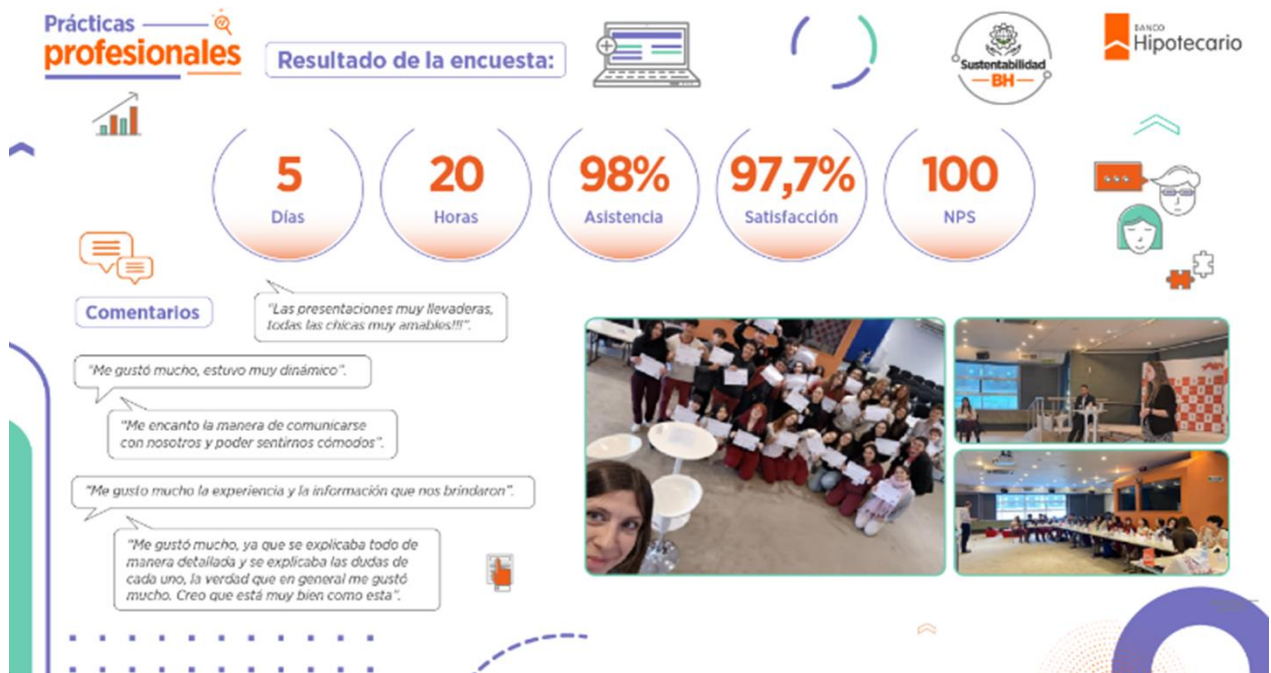 Prácticas
profesionales
Resultado de la encuesta:
Sustentabilidad
BH
BANCO
Hipotecario
5
Días
20
Horas
98%
Asistencia
97,7%
Satisfacción
100
NPS
Comentarios
"Las presentaciones muy llevaderas,
todas las chicas muy amables!!!".
"Me gustó mucho, estuvo muy dinámico".
"Me encanto la manera de comunicarse
con nosotros y poder sentirnos cómodos".
"Me gusto mucho la experiencia y la información que nos brindaron".
"Me gustó mucho, ya que se explicaba todo de
manera detallada y se explicaba las dudas de
cada uno, la verdad que en general me gustó
mucho. Creo que está muy bien como esta".